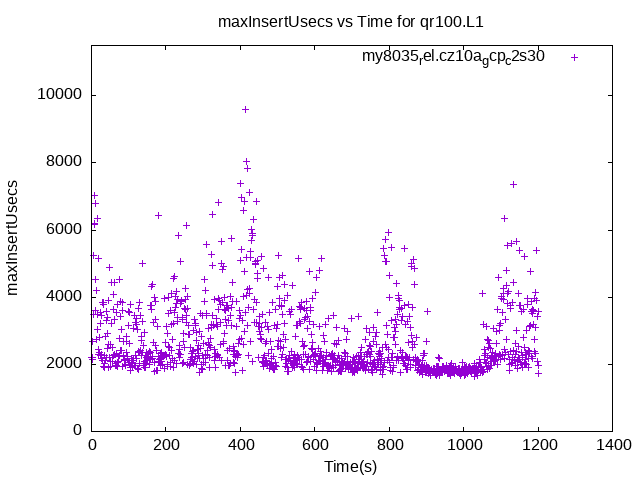 maxInsertUsecs vs Time for qr100.L1
my8035rel.cz10agcpc2s30
10000
8000
6000
4000
2000
0
maxInsertUsecs
0 200 400 600 800 1000 1200 1400
Time(s)